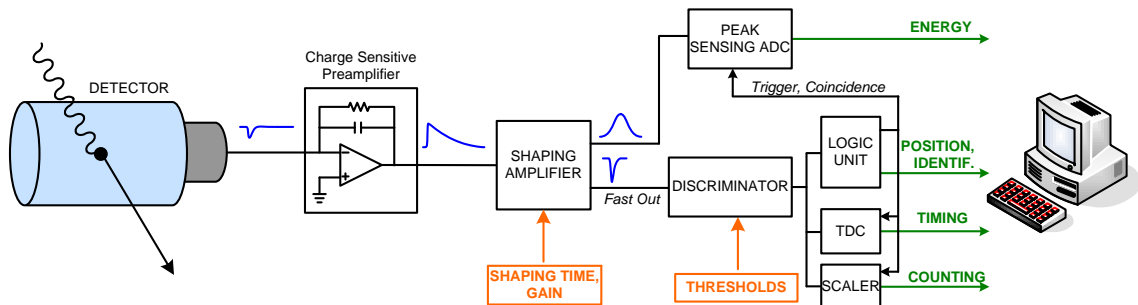 DETECTOR
Charge Sensitive
Preamplifier
SHAPING
AMPLIFIER
SHAPING TIME,
GAIN
Fast Out
DISCRIMINATOR
THRESHOLDS
PEAK
SENSING ADC
ENERGY
Trigger, Coincidence
LOGIC
UNIT
POSITION,
IDENTIF.
TDC
TIMING
SCALER
COUNTING